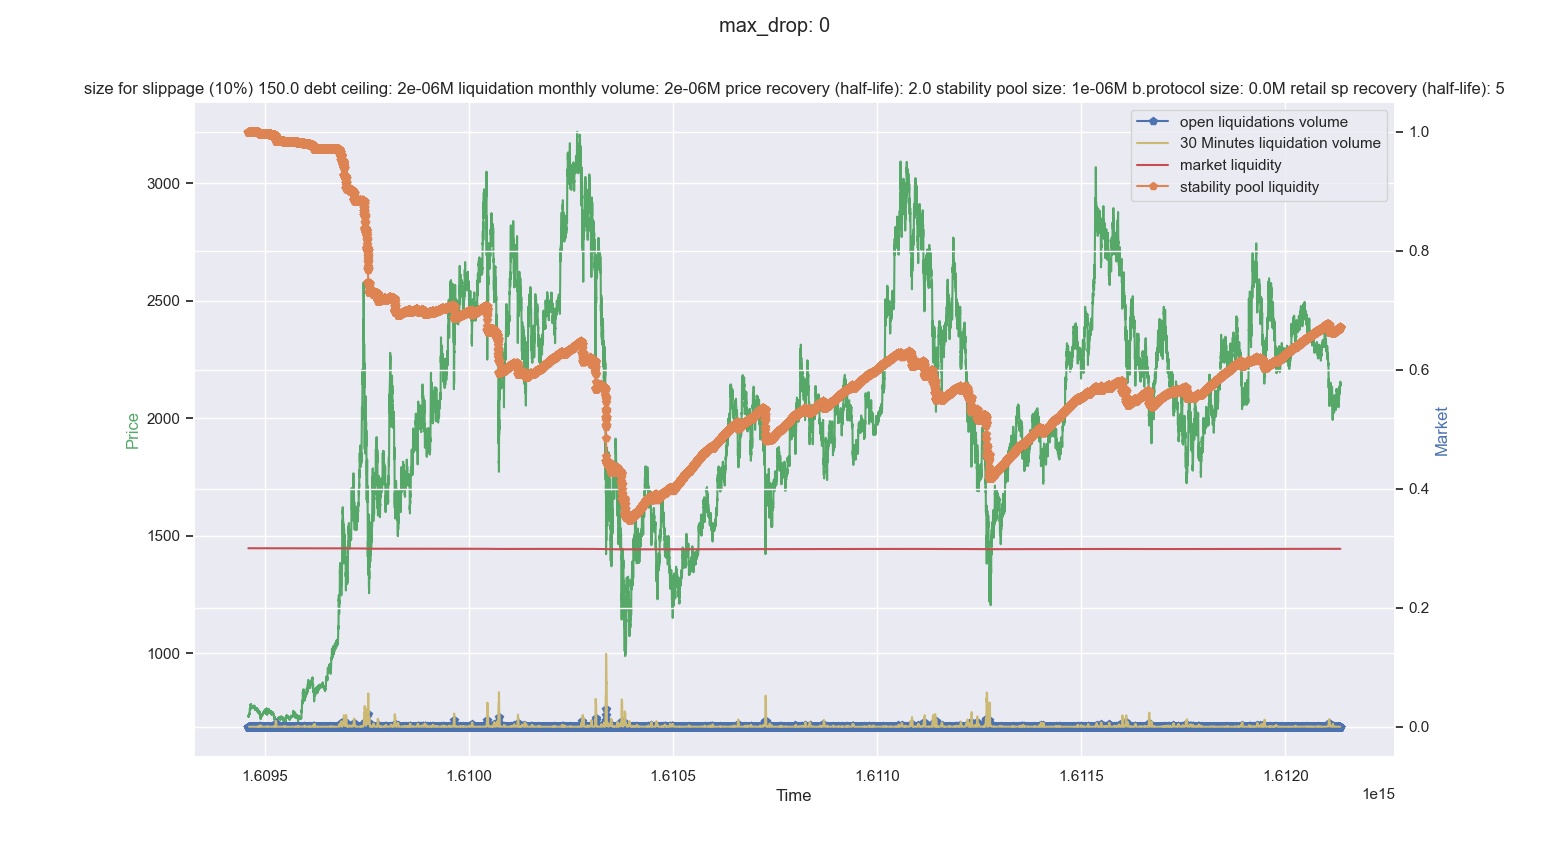 max_drop: 0
size for slippage (10%) 150.0 debt ceiling: 2e-06M liquidation monthly volume: 2e-06M price recovery (half-life): 2.0 stability pool size: 1e-06M b.protocol size: 0.0M retail sp recovery (half-life): 5
open liquidations volume
30 Minutes liquidation volume
market liquidity
stability pool liquidity
3000
2500
2000
1500
1000
Price
1.0
0.8
0.6
0.4
0.2
0.0
Market
1.6095 1.6100 1.6105 1.6110 1.6115 1.6120
Time
1e15